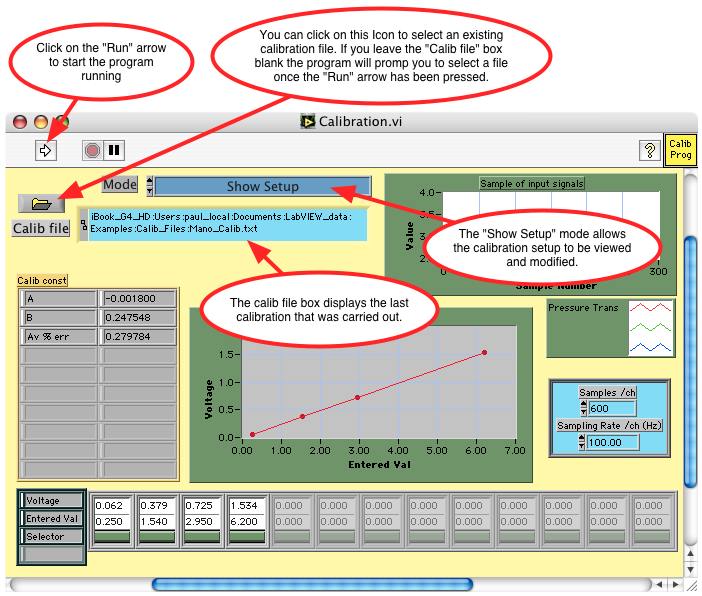 Click on the "Run" arrow
to start the program
running
You can click on this Icon to select an existing
calibration file. If you leave the "Calib file" box
blank the program will promp you to select a file
once the "Run" arrow has been pressed.
Calibration.vi
?
Calib
Prog
Mode
Show Setup
Calib file
iBook_G4_HD:Users:paul_local:Documents:LabVIEW_data:
Examples:Calib_Files:Mano_Calib.txt
Sample of input signals
4.0
Value
2.
300
Sample Number
The "Show Setup" mode allows
the calibration setup to be viewed
and modified.
The calib file box displays the last
calibration that was carried out.
Calib const
A -0.001800
B 0.247548
Av % err 0.279784
Pressure Trans
Voltage
1.5
1.0
0.5
0.0
0.00 1.00 2.00 3.00 4.00 5.00 6.00 7.00
Entered Val
Samples /ch
600
Sampling Rate /ch (Hz)
100.00
Voltage 0.062 0.379 0.725 1.534 0.000 0.000 0.000 0.000 0.000 0.000 0.000 0.000 0.000
Entered Val 0.250 1.540 2.950 6.200 0.000 0.000 0.000 0.000 0.000 0.000 0.000 0.000 0.000
Selector